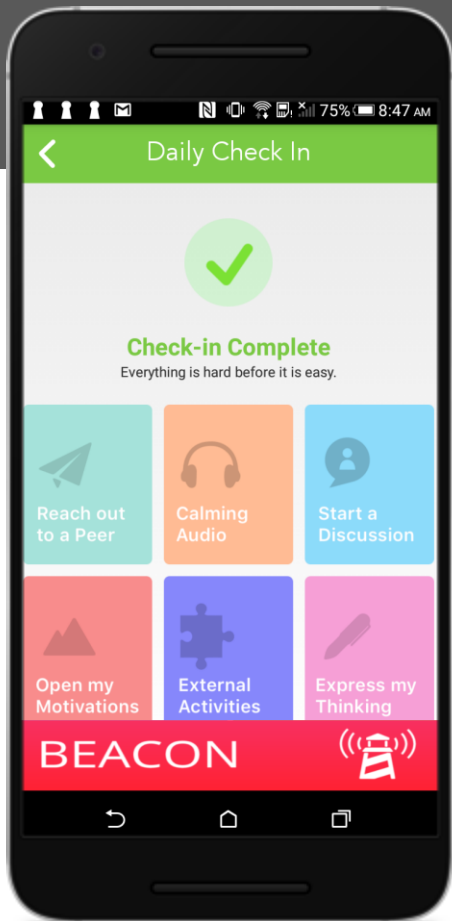 75% 8:47 AM
Daily Check In
Check-in Complete
Everything is hard before it is easy.
Reach out
to a Peer
Calming
Audio
Start a
Discussion
Open my
Motivations
External
Activities
Express my
Thinking
BEACON